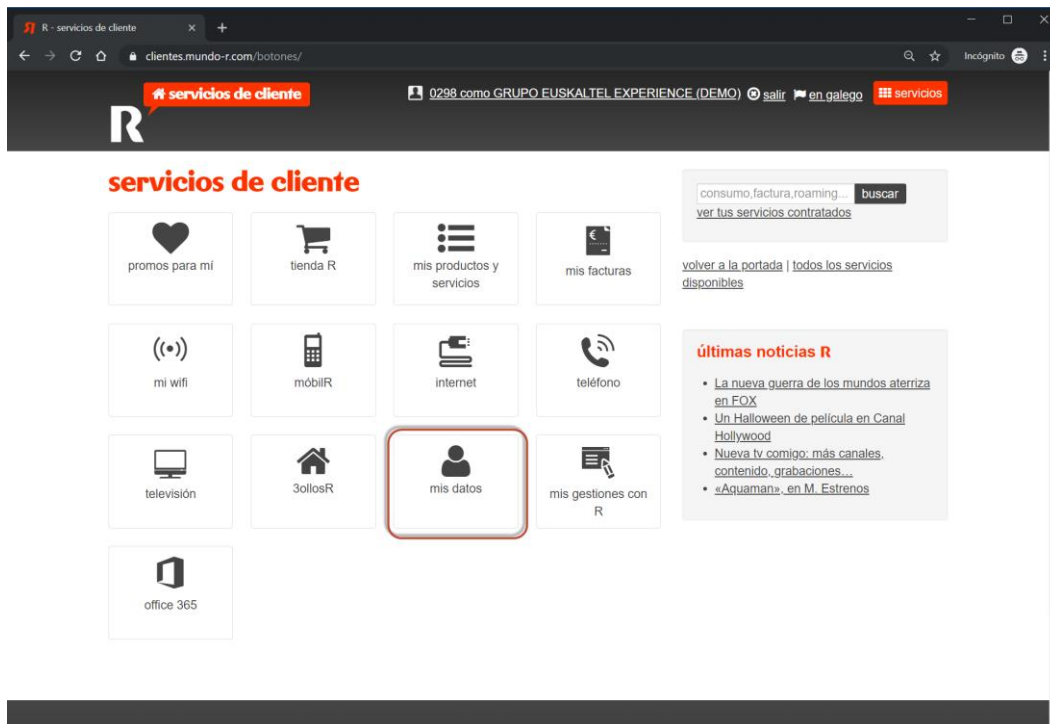 R - servicios de cliente
clientes.mundo-r.com/botones/
Incógnito
servicios de cliente
0298 como GRUPO EUSKALTEL EXPERIENCE (DEMO) salir en galego servicios
R
servicios de cliente
consumo,factura,roaming... buscar
ver tus servicios contratados
promos para mí
tienda R
mis productos y
servicios
mis facturas
volver a la portada | todos los servicios
disponibles
mi wifi
móbilR
internet
teléfono
últimas noticias R
La nueva guerra de los mundos aterriza
en FOX
Un Halloween de película en Canal
Hollywood
Nueva tv comigo: más canales,
contenido, grabaciones…
«Aquaman», en M. Estrenos
televisión
3ollosR
mis datos
mis gestiones con
R
office 365